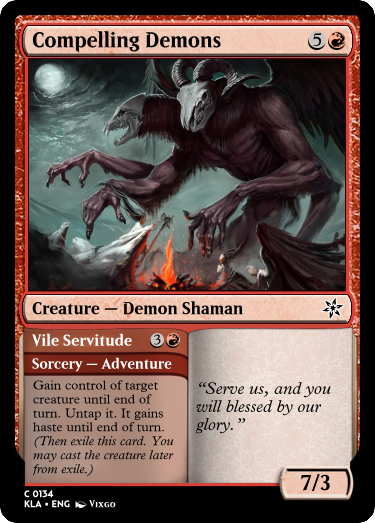 Compelling Demons
5
Creature — Demon Shaman
Vile Servitude
3
Sorcery — Adventure
Gain control of target
creature until end of
turn. Untap it. It gains
haste until end of turn.
(Then exile this card. You
may cast the creature later
from exile.)
“Serve us, and you
will blessed by our
glory.”
7/3
C 0134
KLA • ENG Vixgo